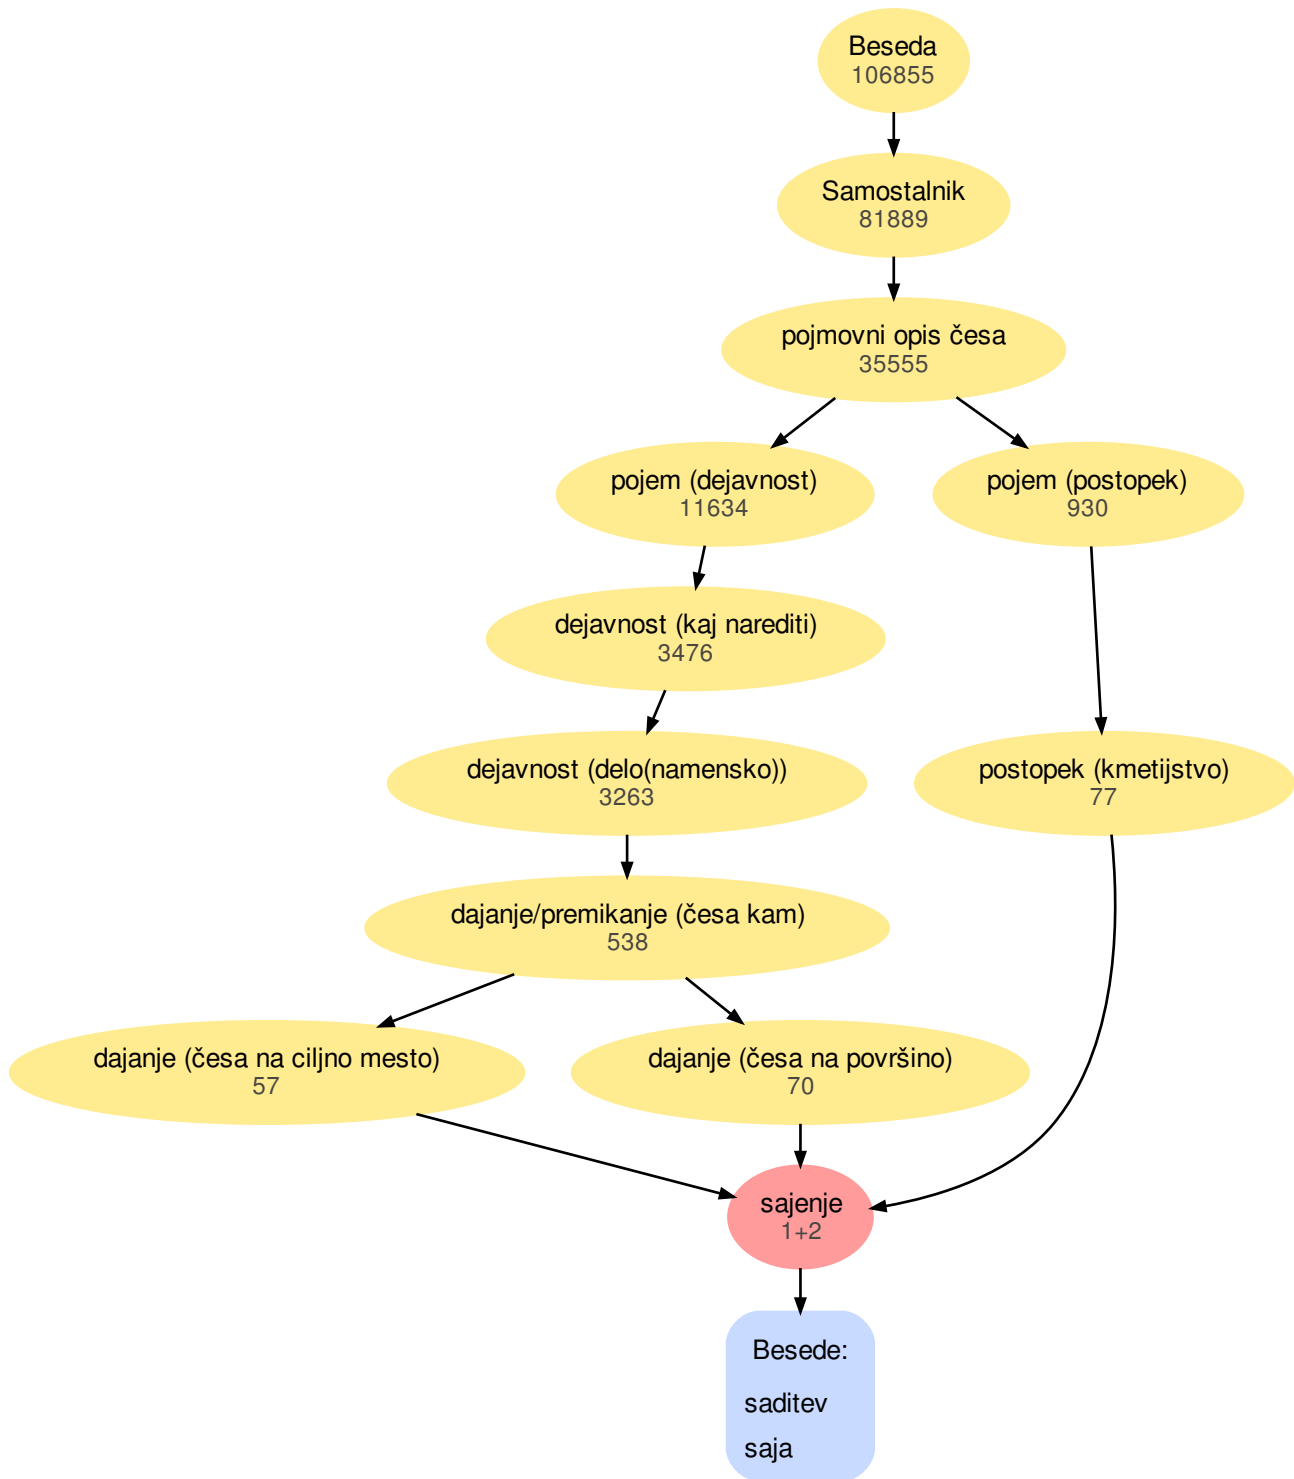 Beseda
106855
Samostalnik
81889
pojmovni opis česa
35555
pojem (dejavnost)
11634
pojem (postopek)
930
dejavnost (kaj narediti)
3476
dejavnost (delo(namensko))
3263
postopek (kmetijstvo)
77
dajanje/premikanje (česa kam)
538
dajanje (česa na ciljno mesto)
57
dajanje (česa na površino)
70
sajenje
1+2
Besede:
saditev
saja